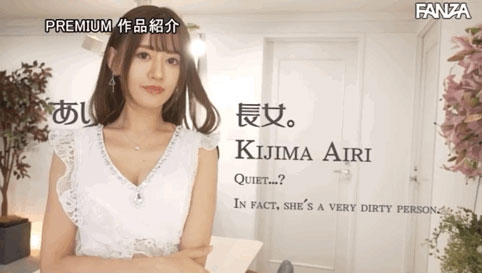 PREMIUM 作品紹介
FANZA
あい
長女。
KIJIMA AIRI
QUIET...?
IN FACT, SHE'S A VERY DIRTY PERSON.